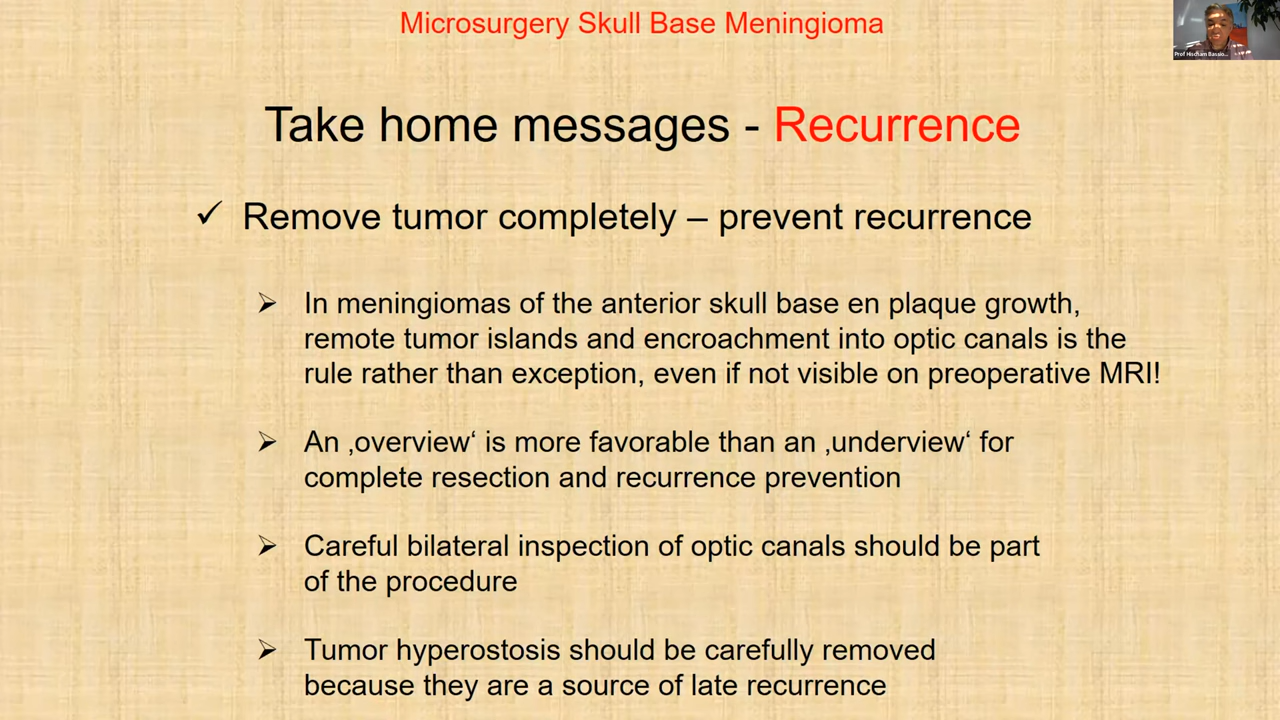 Microsurgery Skull Base Meningioma
Prof Hischam Bassio...
Take home messages - Recurrence
✓ Remove tumor completely – prevent recurrence
➢ In meningiomas of the anterior skull base en plaque growth,
remote tumor islands and encroachment into optic canals is the
rule rather than exception, even if not visible on preoperative MRI!
➢ An ‚overview‘ is more favorable than an ‚underview‘ for
complete resection and recurrence prevention
➢ Careful bilateral inspection of optic canals should be part
of the procedure
➢ Tumor hyperostosis should be carefully removed
because they are a source of late recurrence